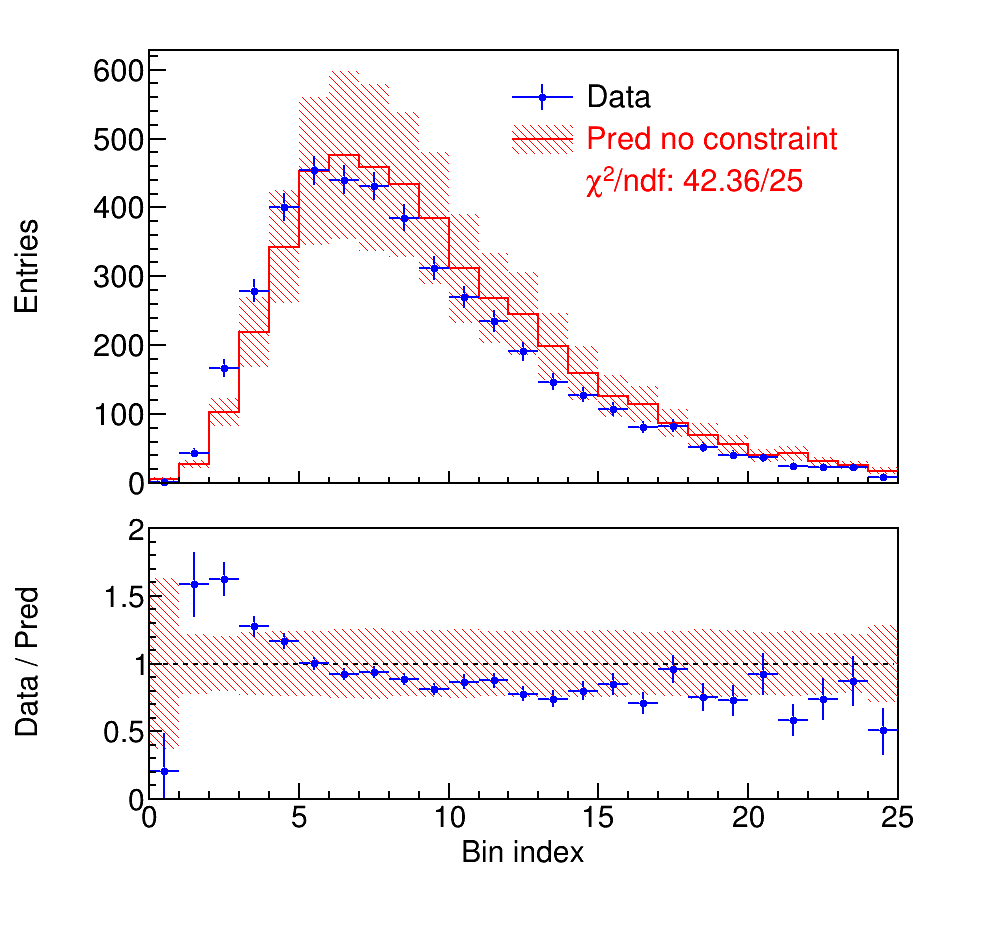 600
500
400
300
200
100
0
Entries
Data
Pred no constraint
χ²/ndf: 42.36/25
2
1.5
1
0.5
0
Data / Pred
0 5 10 15 20 25
Bin index